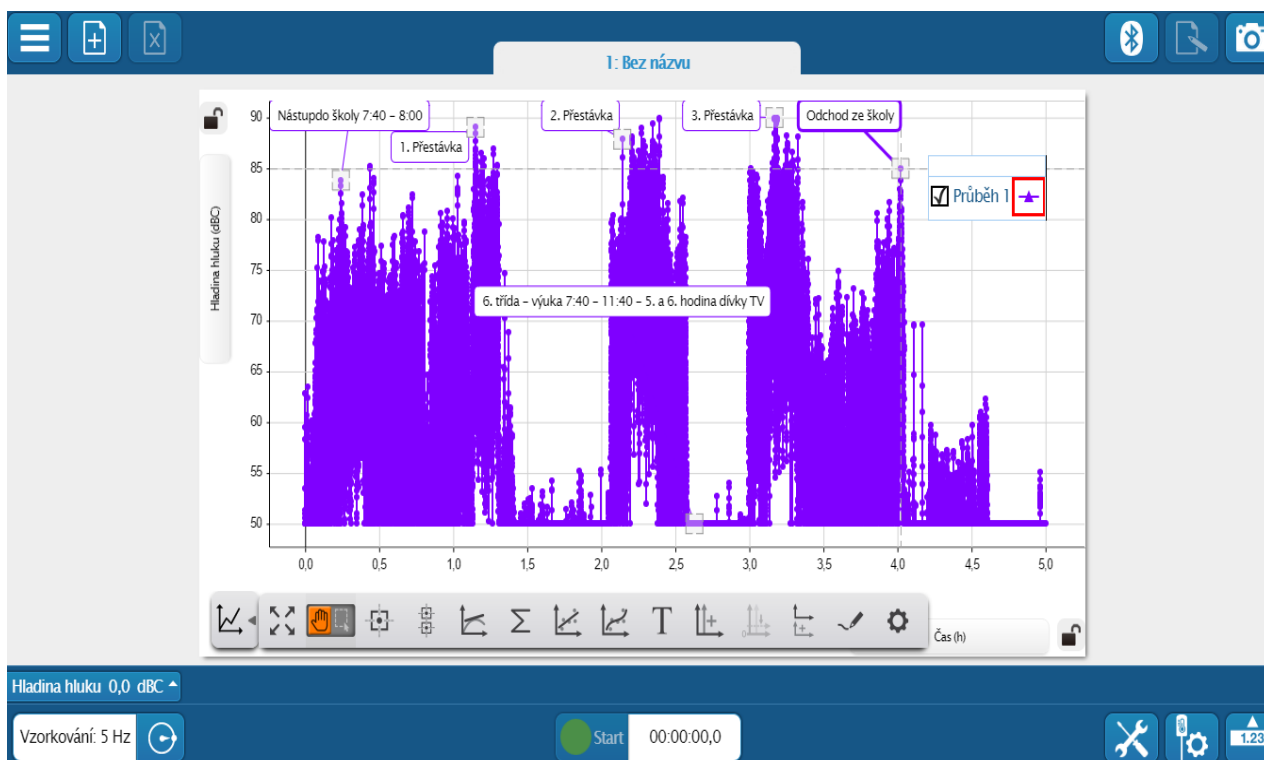 1: Bez názvu
Nástupdo školy 7:40 – 8:00
1. Přestávka
2. Přestávka
3. Přestávka
Odchod ze školy
Průběh 1
6. třída – výuka 7:40 – 11:40 – 5. a 6. hodina dívky TV
Hladina hluku (dBC)
90
85
80
75
70
65
60
55
50
0,0 0,5 1,0 1,5 2,0 2,5 3,0 3,5 4,0 4,5 5,0
Čas (h)
Hladina hluku 0,0 dBC
Vzorkování: 5 Hz
Start
00:00:00,0
1.23